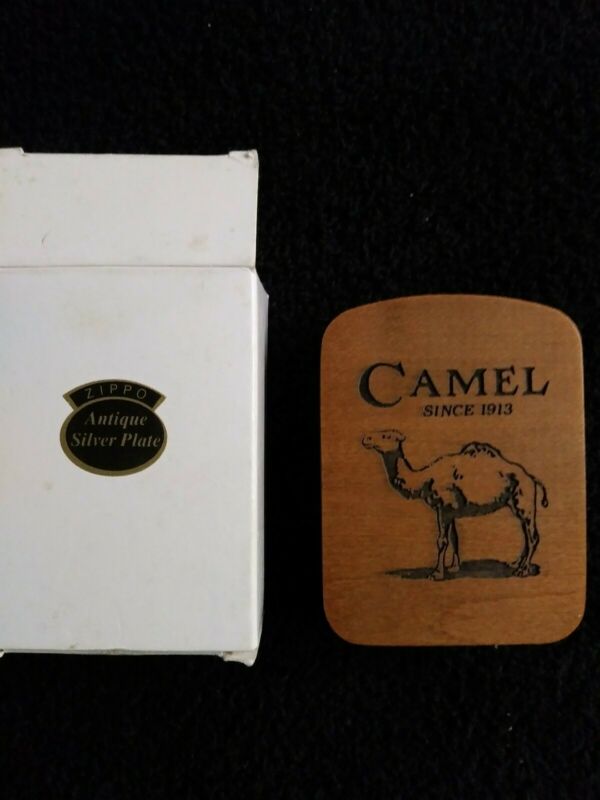 ZIPPO
Antique
Silver Plate
CAMEL
SINCE 1913